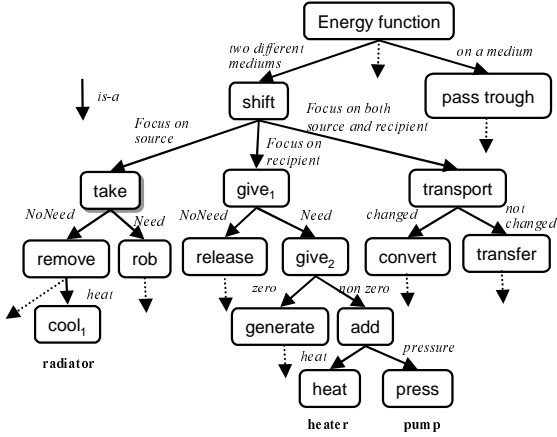 Energy function
two different
mediums
on a medium
is-a
shift
pass trough
Focus on
source
Focus on
recipient
Focus on both
source and recipient
take
give1
transport
NoNeed
Need
NoNeed
Need
changed
not
changed
remove
rob
release
give2
convert
transfer
heat
zero
non zero
cool1
generate
add
radiator
heat
pressure
heat
press
heater
pump